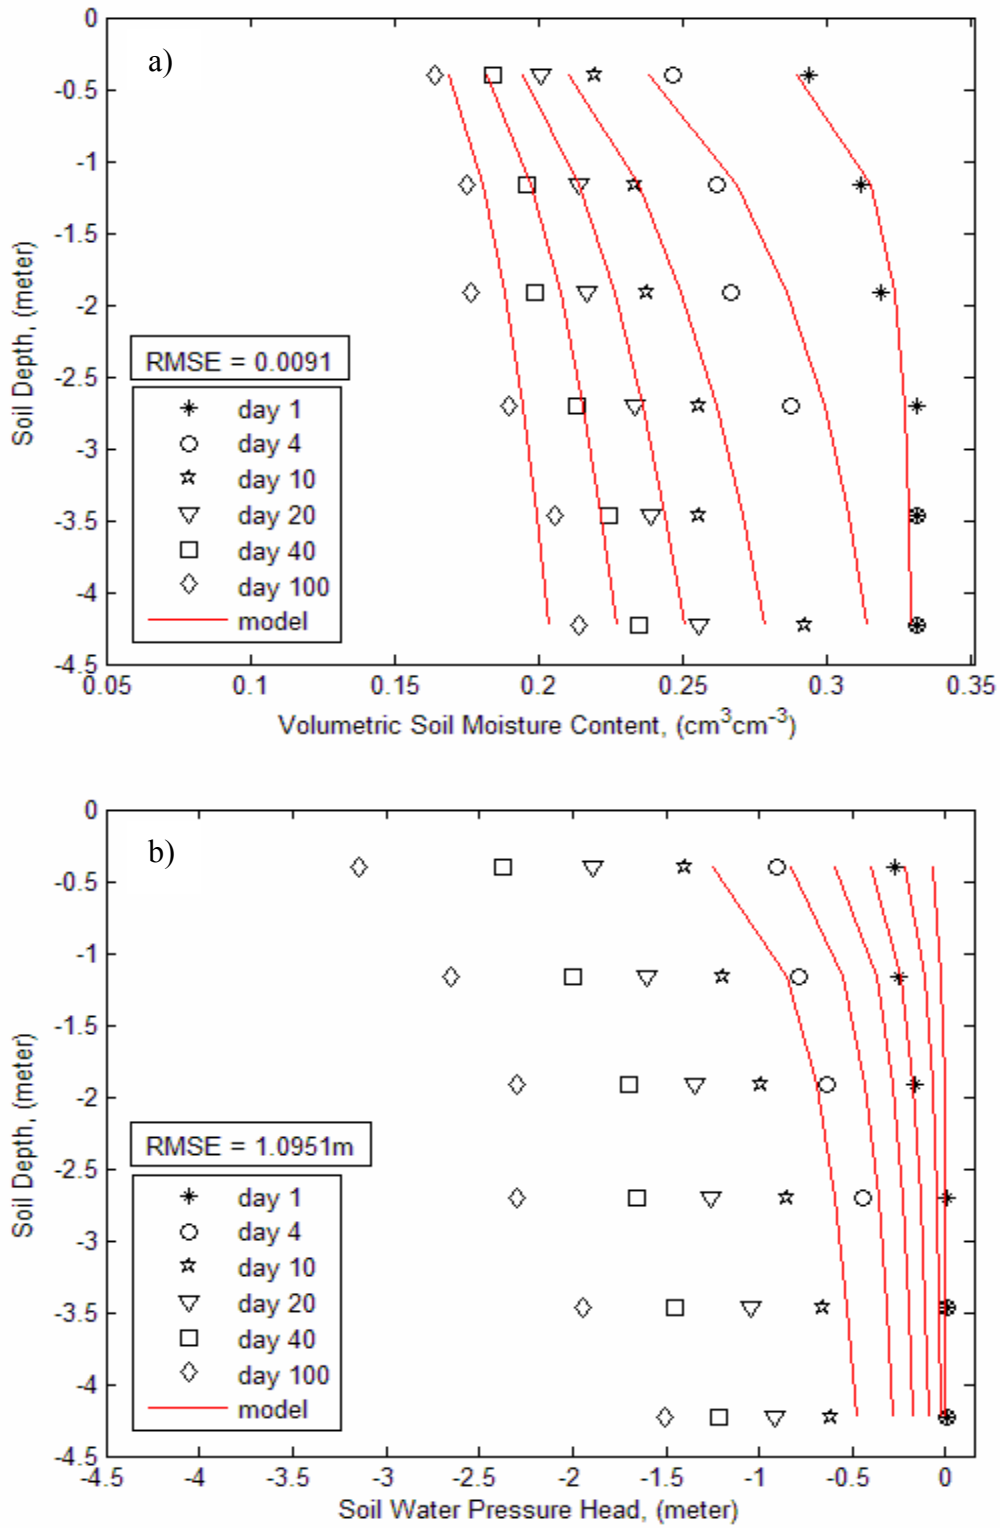 a)
0
-0.5
-1
-1.5
-2
-2.5
-3
-3.5
-4
-4.5
Soil Depth, (meter)
RMSE = 0.0091
day 1
day 4
day 10
day 20
day 40
day 100
model
0.05 0.1 0.15 0.2 0.25 0.3 0.35
Volumetric Soil Moisture Content, (cm³cm⁻³)
b)
0
-0.5
-1
-1.5
-2
-2.5
-3
-3.5
-4
-4.5
Soil Depth, (meter)
RMSE = 1.0951m
day 1
day 4
day 10
day 20
day 40
day 100
model
-4.5 -4 -3.5 -3 -2.5 -2 -1.5 -1 -0.5 0
Soil Water Pressure Head, (meter)